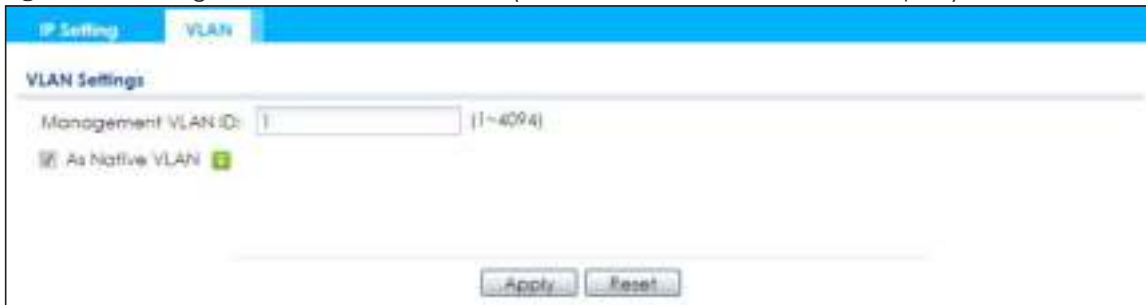 IP Setting VLAN
VLAN Settings
Management VLAN ID: 1 (1~4094)
As Native VLAN
Apply Reset